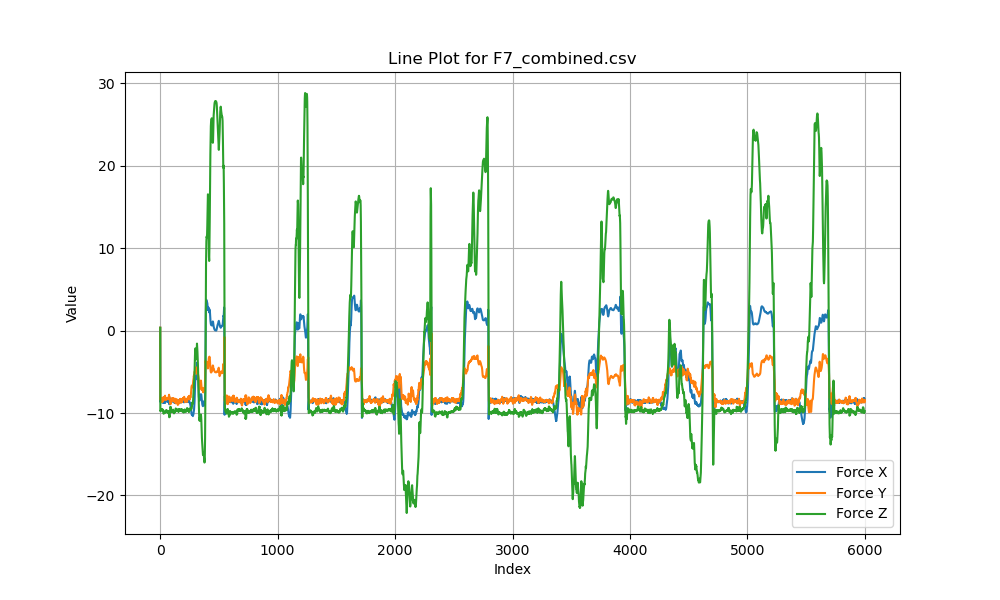 Line Plot for F7_combined.csv
30
20
10
0
−10
−20
Value
0 1000 2000 3000 4000 5000 6000
Index
Force X
Force Y
Force Z